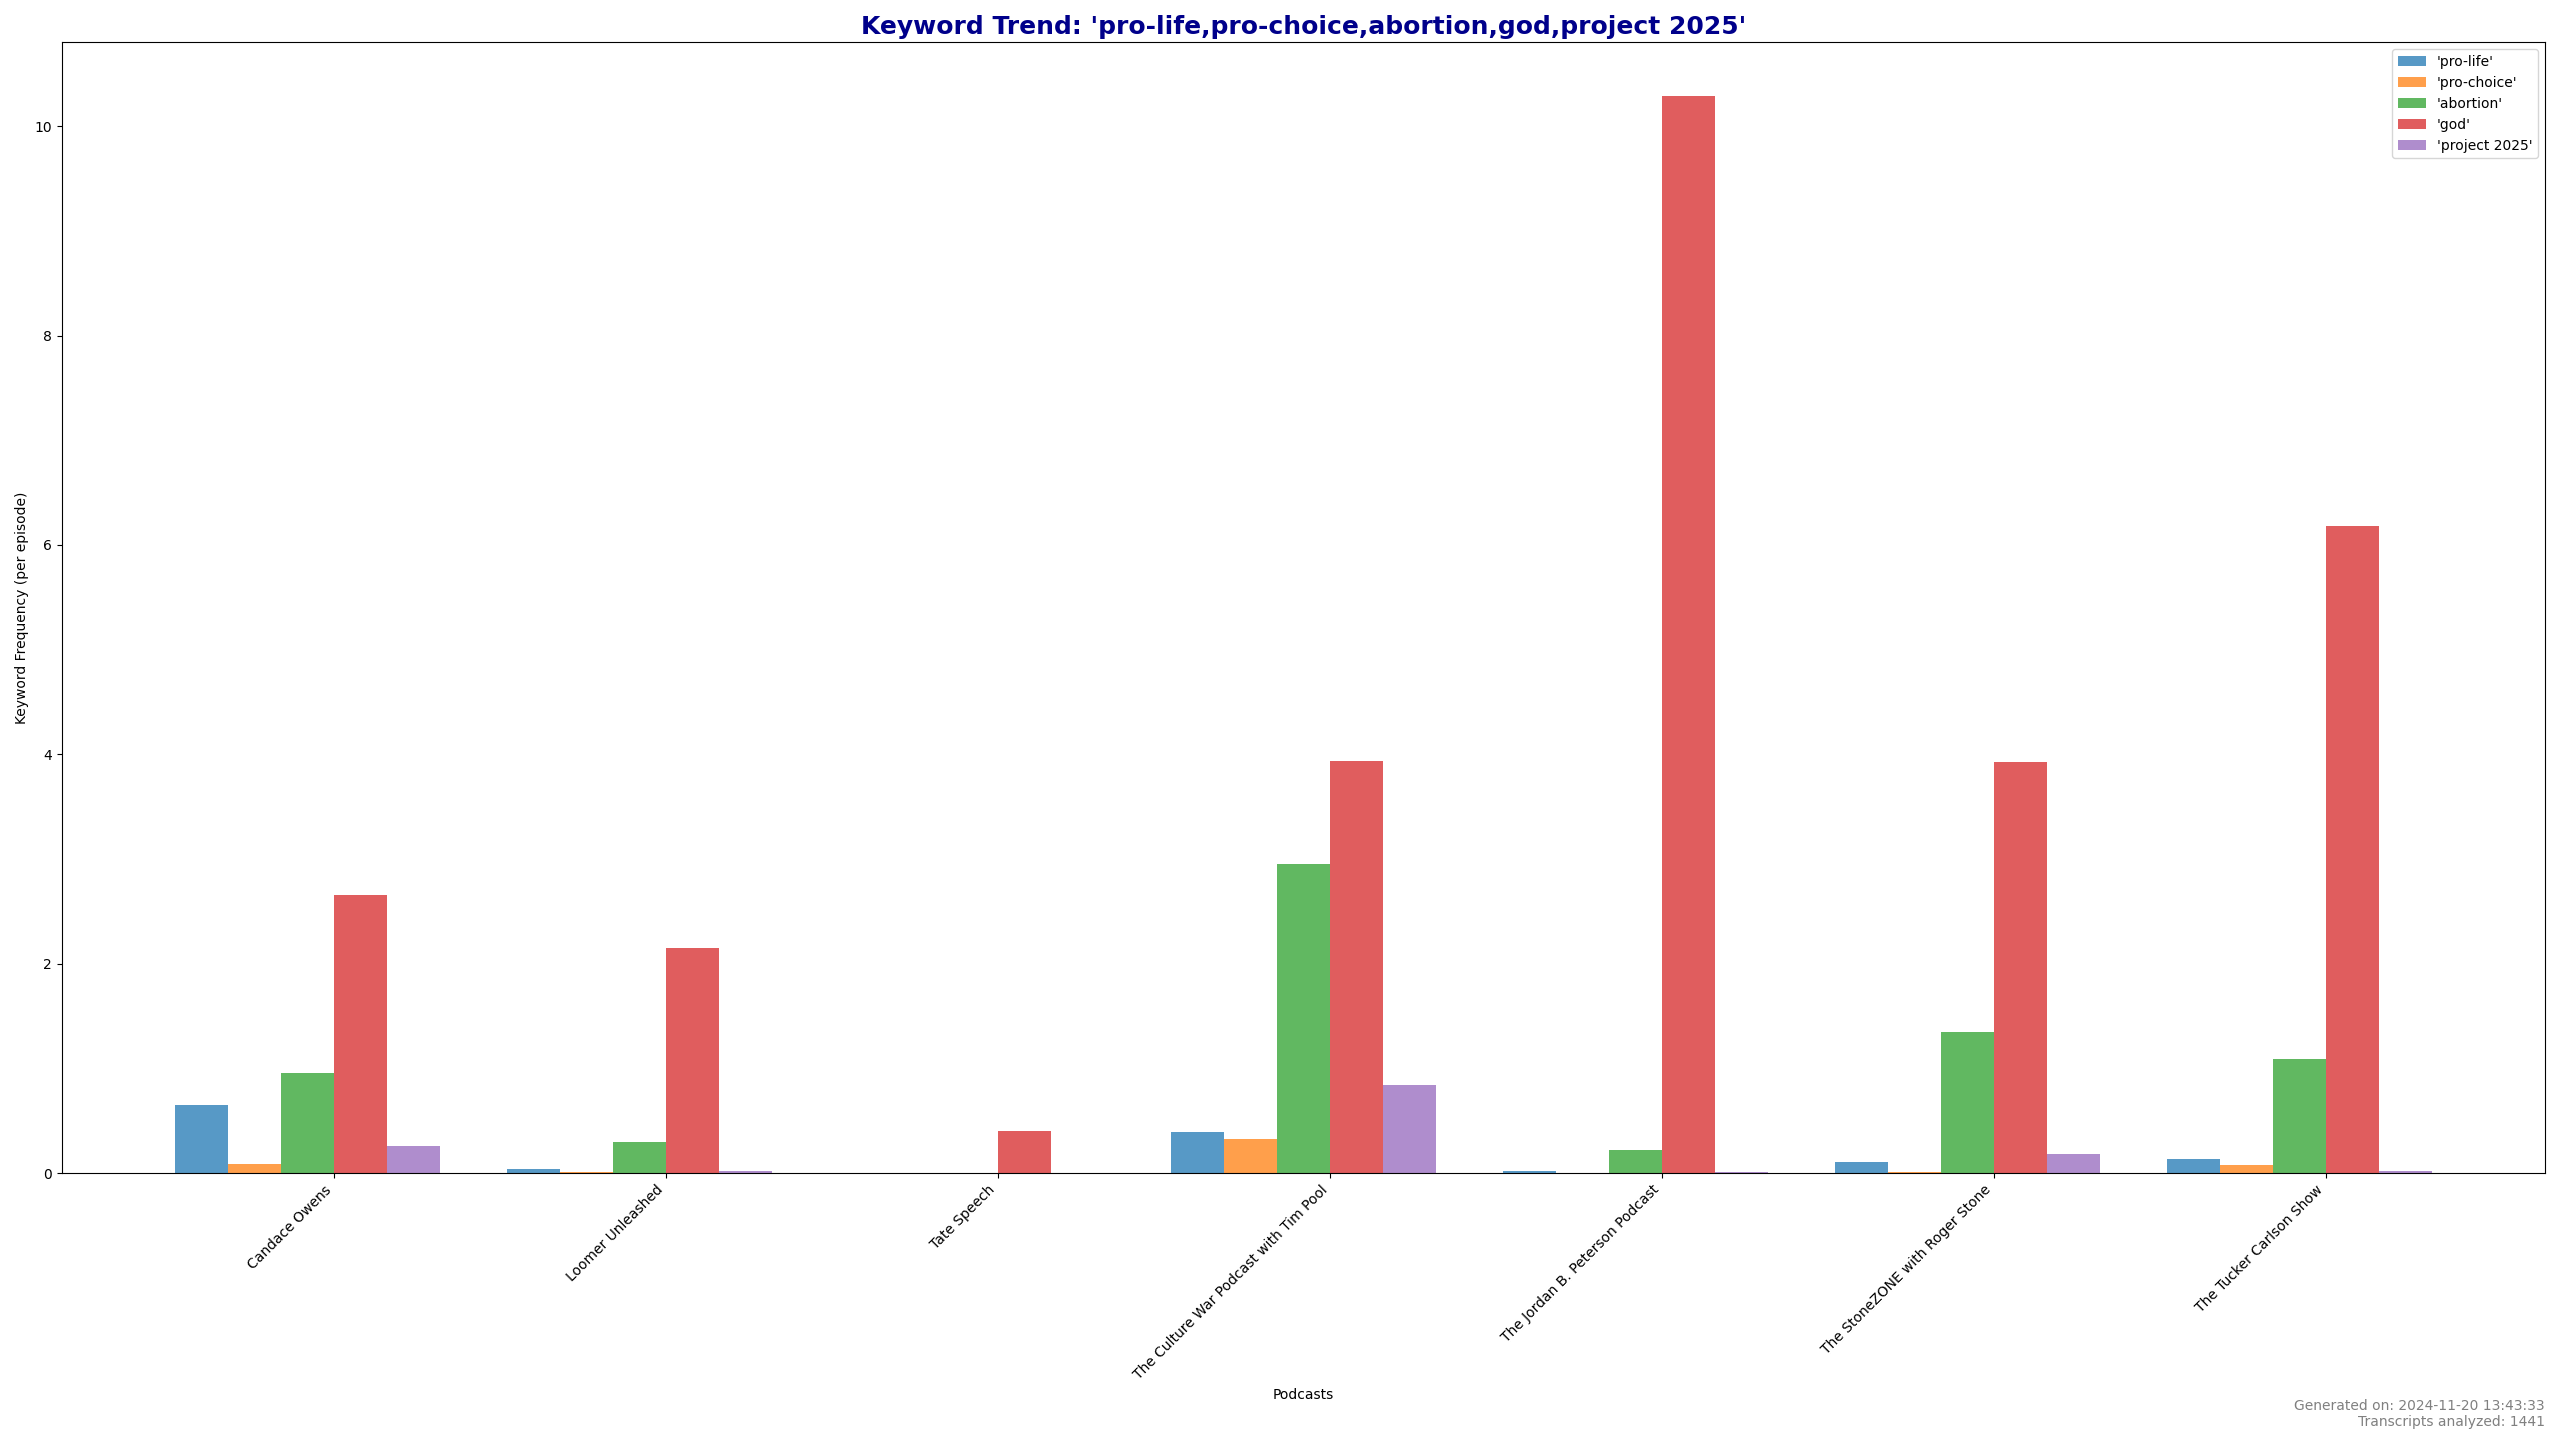 Keyword Trend: 'pro-life,pro-choice,abortion,god,project 2025'
'pro-life'
'pro-choice'
'abortion'
'god'
'project 2025'
Keyword Frequency (per episode)
10
8
6
4
2
0
Candace Owens
Loomer Unleashed
Tate Speech
The Culture War Podcast with Tim Pool
The Jordan B. Peterson Podcast
The StoneZONE with Roger Stone
The Tucker Carlson Show
Podcasts
Generated on: 2024-11-20 13:43:33
Transcripts analyzed: 1441